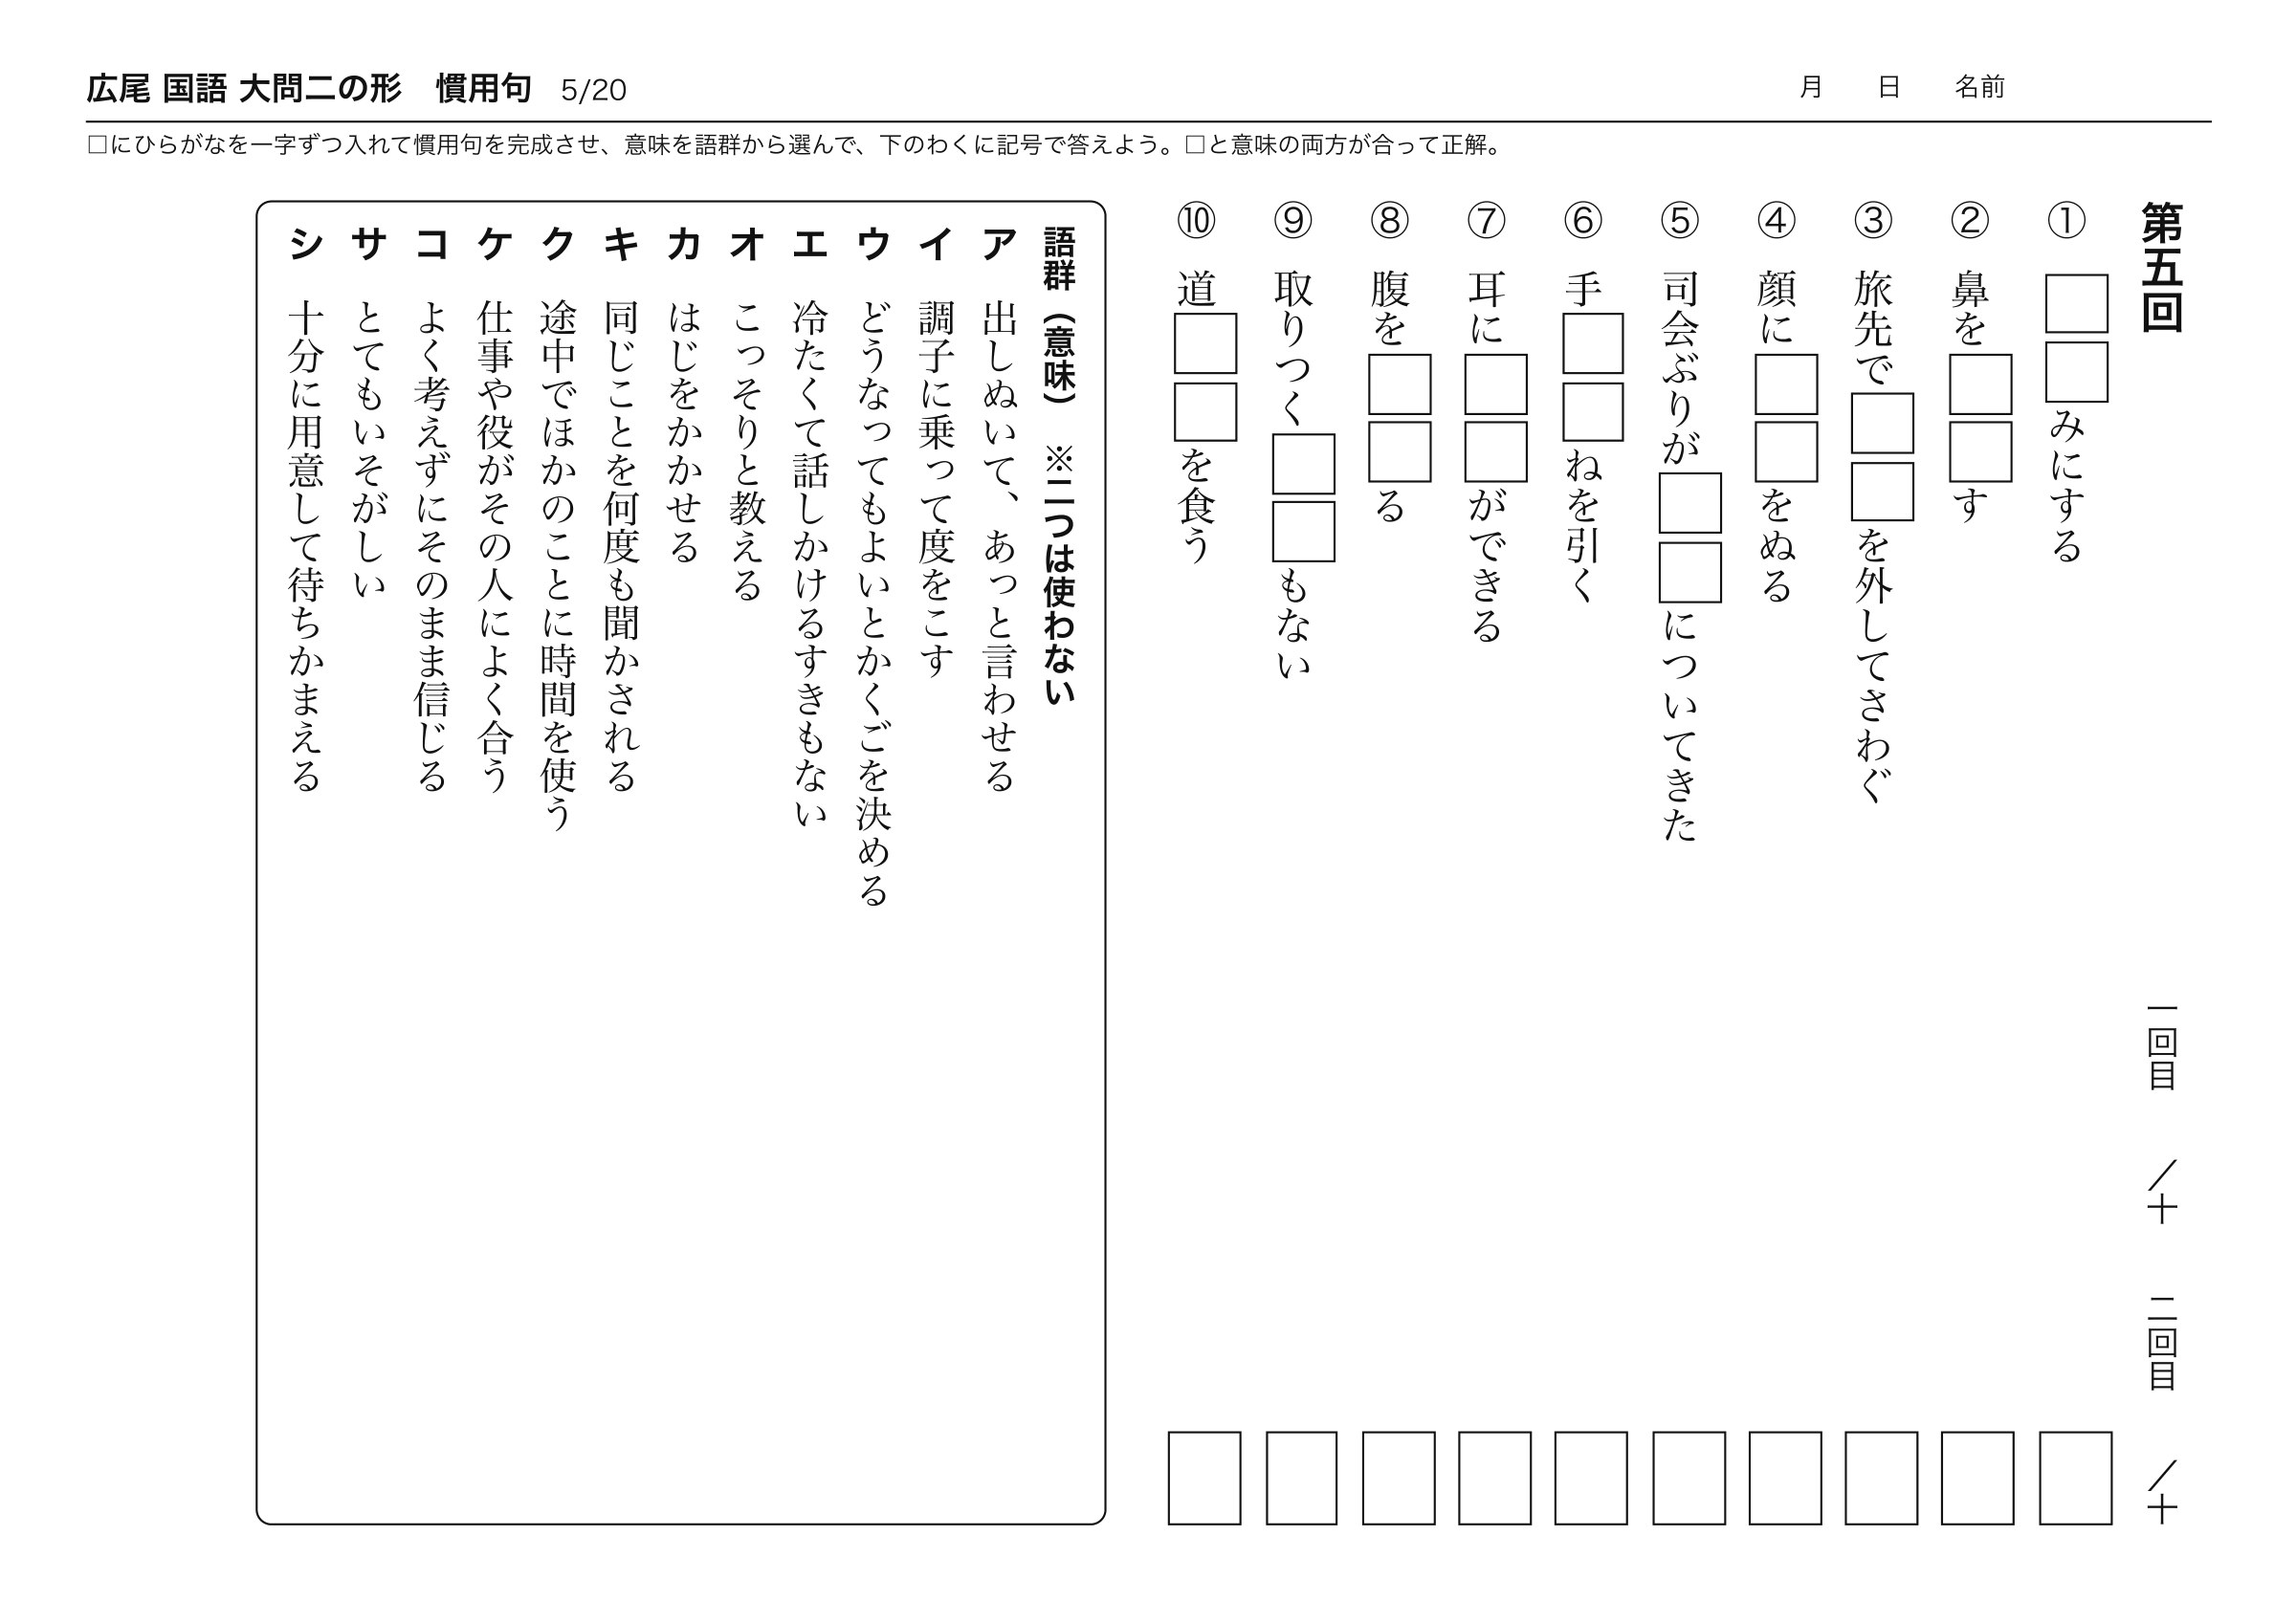 広尾 国語 大問二の形　慣用句　5/20
月　日　名前
□にひらがなを一字ずつ入れて慣用句を完成させ、意味を語群から選んで、下のわくに記号で答えよう。□と意味の両方が合って正解。
第五回　一回目　／十　二回目　／十
① □□みにする
② 鼻を□□す
③ 旅先で□□を外してさわぐ
④ 顔に□□をぬる
⑤ 司会ぶりが□□についてきた
⑥ 手□□ねを引く
⑦ 耳に□□ができる
⑧ 腹を□□る
⑨ 取りつく□□もない
⑩ 道□□を食う
語群（意味）　※二つは使わない
ア　出しぬいて、あっと言わせる
イ　調子に乗って度をこす
ウ　どうなってもよいとかくごを決める
エ　冷たくて話しかけるすきもない
オ　こっそりと教える
カ　はじをかかせる
キ　同じことを何度も聞かされる
ク　途中でほかのことに時間を使う
ケ　仕事や役がその人によく合う
コ　よく考えずにそのまま信じる
サ　とてもいそがしい
シ　十分に用意して待ちかまえる